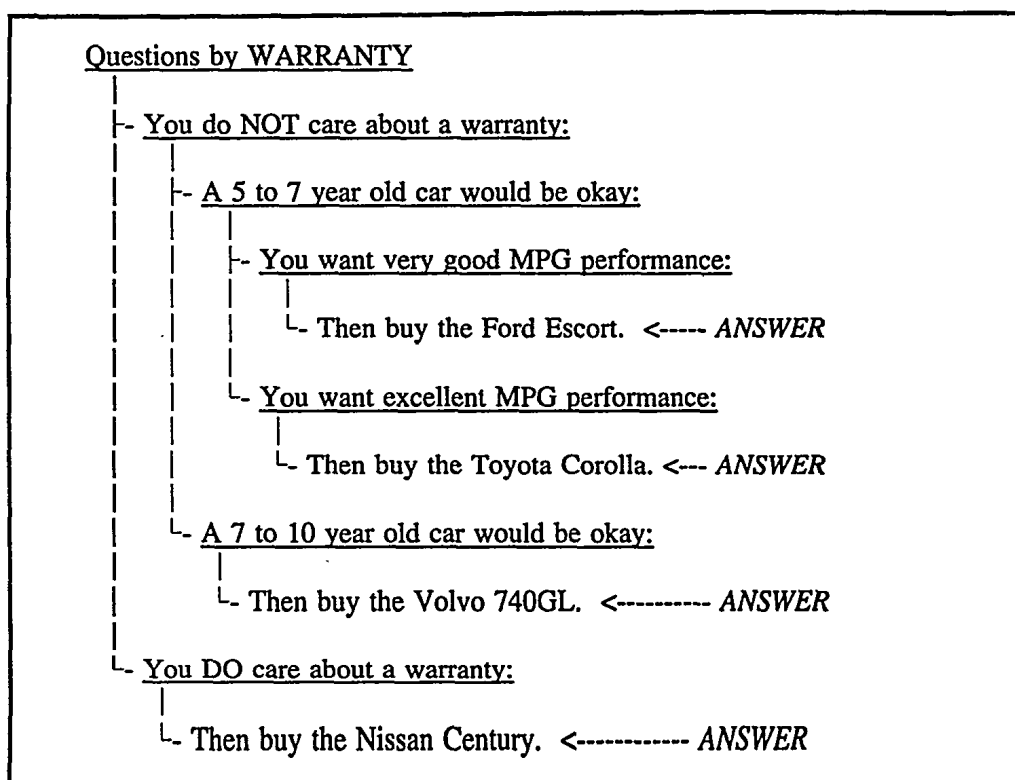 Questions by WARRANTY
You do NOT care about a warranty:
A 5 to 7 year old car would be okay:
You want very good MPG performance:
Then buy the Ford Escort. <----- ANSWER
You want excellent MPG performance:
Then buy the Toyota Corolla. <--- ANSWER
A 7 to 10 year old car would be okay:
Then buy the Volvo 740GL. <----------- ANSWER
You DO care about a warranty:
Then buy the Nissan Century. <------------ ANSWER